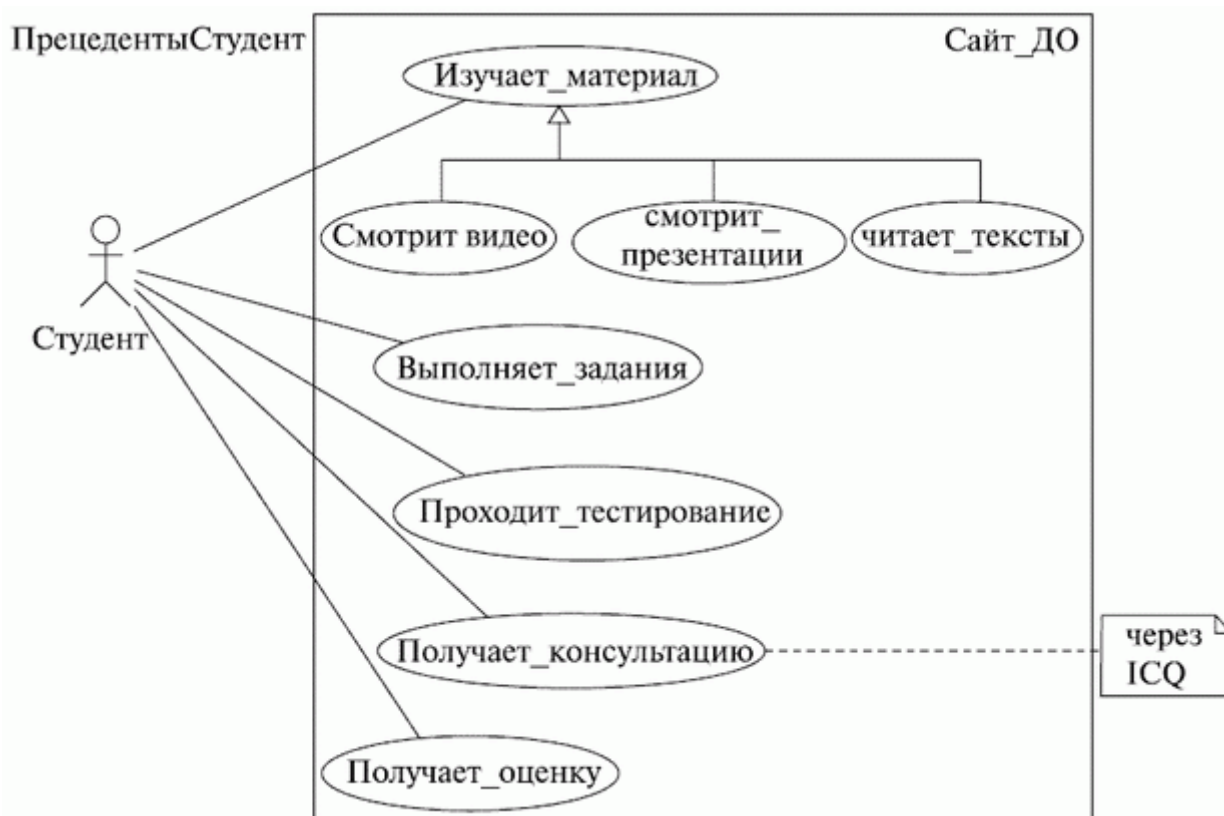 ПрецедентыСтудент
Сайт_ДО
Изучает_материал
Смотрит видео
смотрит_
презентации
читает_тексты
Студент
Выполняет_задания
Проходит_тестирование
Получает_консультацию
через
ICQ
Получает_оценку